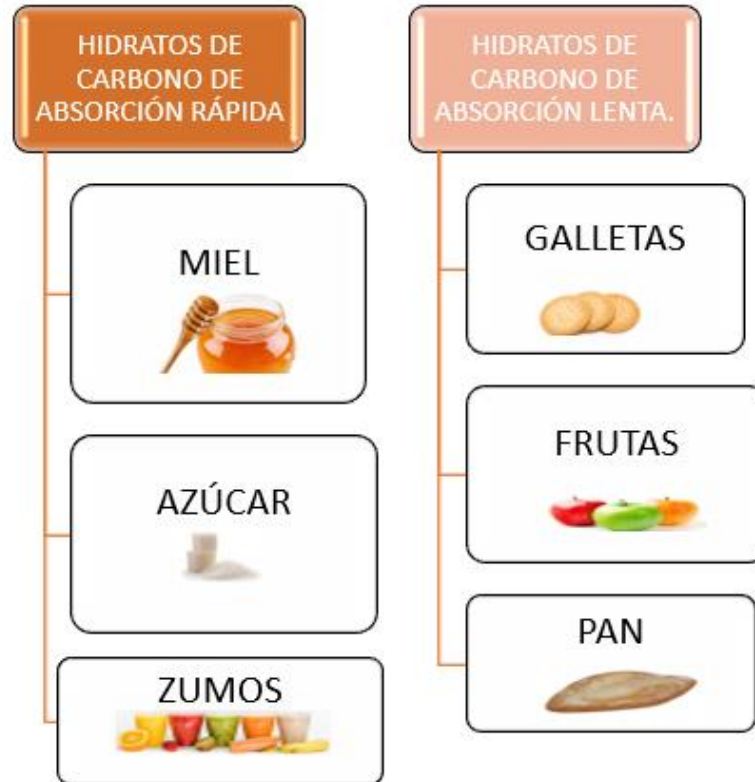 HIDRATOS DE
CARBONO DE
ABSORCIÓN RÁPIDA
MIEL
AZÚCAR
ZUMOS
HIDRATOS DE
CARBONO DE
ABSORCIÓN LENTA.
GALLETAS
FRUTAS
PAN